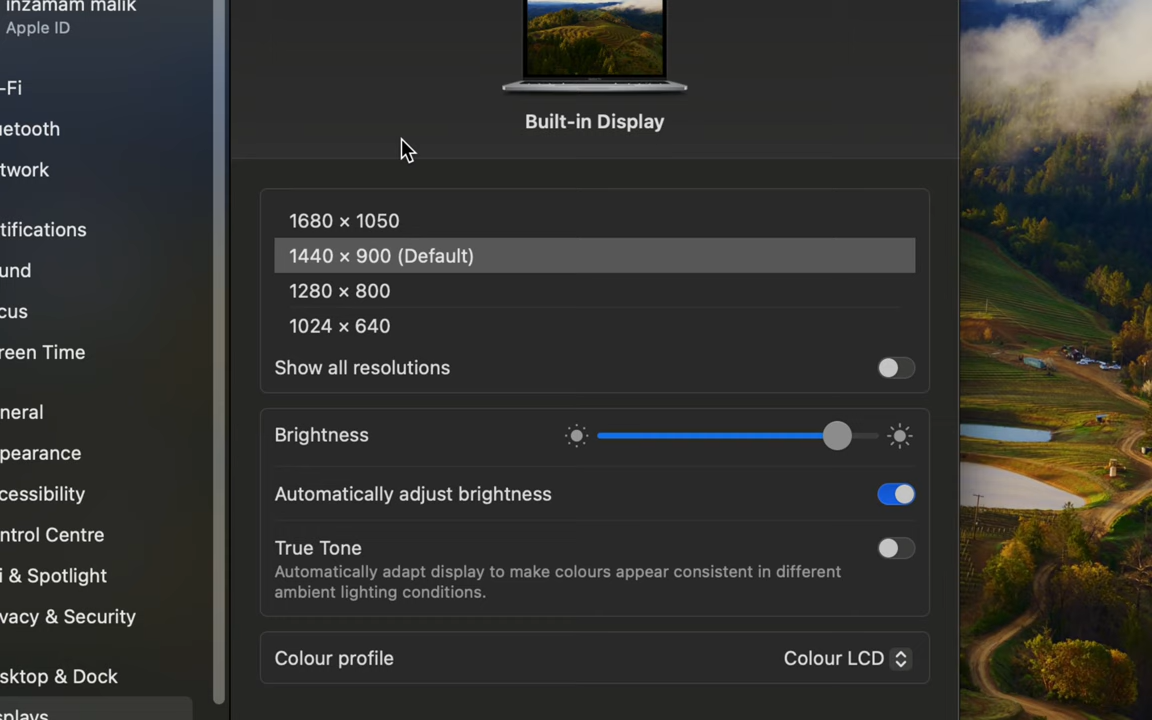 inzamam malik
Apple ID
-Fi
uetooth
twork
tifications
und
cus
reen Time
neral
pearance
cessibility
ntrol Centre
i & Spotlight
vacy & Security
sktop & Dock
splays
Built-in Display
1680 × 1050
1440 × 900 (Default)
1280 × 800
1024 × 640
Show all resolutions
Brightness
Automatically adjust brightness
True Tone
Automatically adapt display to make colours appear consistent in different
ambient lighting conditions.
Colour profile
Colour LCD